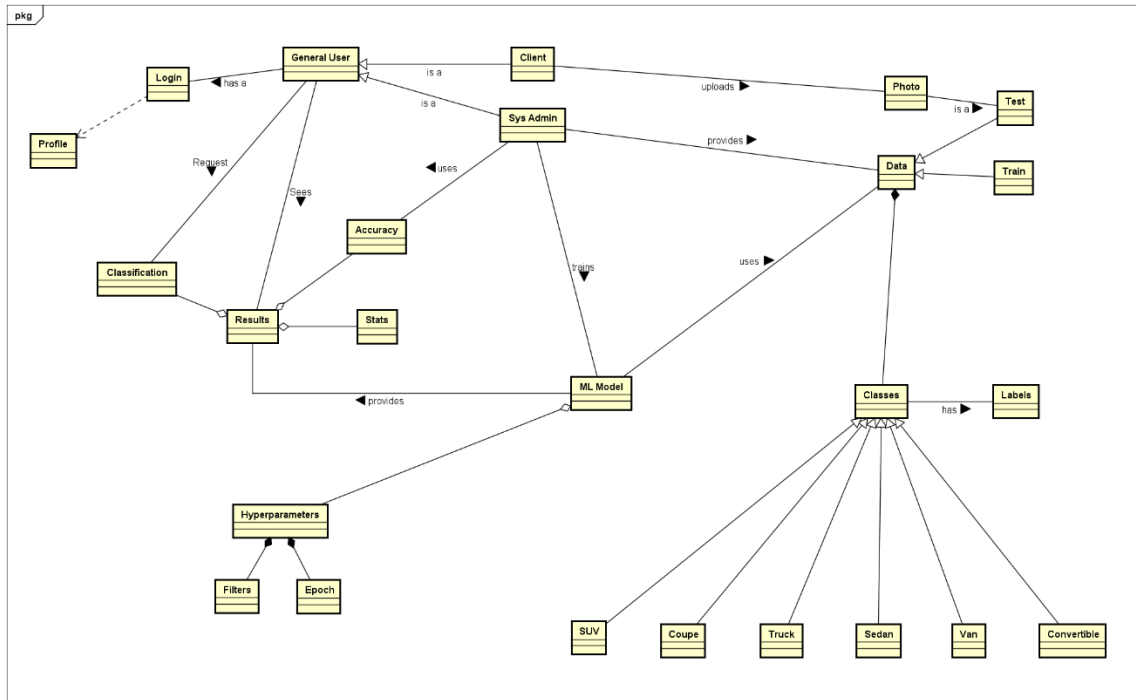 pkg
General User
Client
Login
has a
is a
uploads
Photo
Test
is a
is a
Sys Admin
Profile
provides
Request
uses
Data
Train
Sees
Accuracy
Classification
trains
uses
Results
Stats
ML Model
provides
Classes
has
Labels
Hyperparameters
Filters
Epoch
SUV
Coupe
Truck
Sedan
Van
Convertible